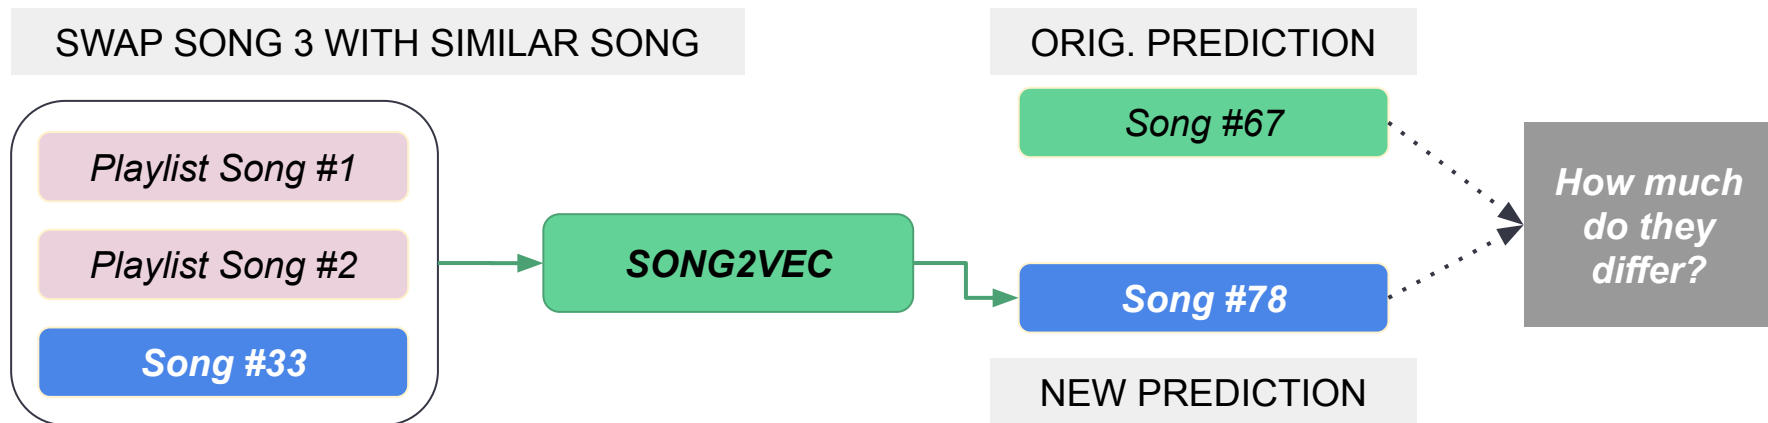 SWAP SONG 3 WITH SIMILAR SONG
Playlist Song #1
Playlist Song #2
Song #33
SONG2VEC
ORIG. PREDICTION
Song #67
Song #78
NEW PREDICTION
How much
do they
differ?